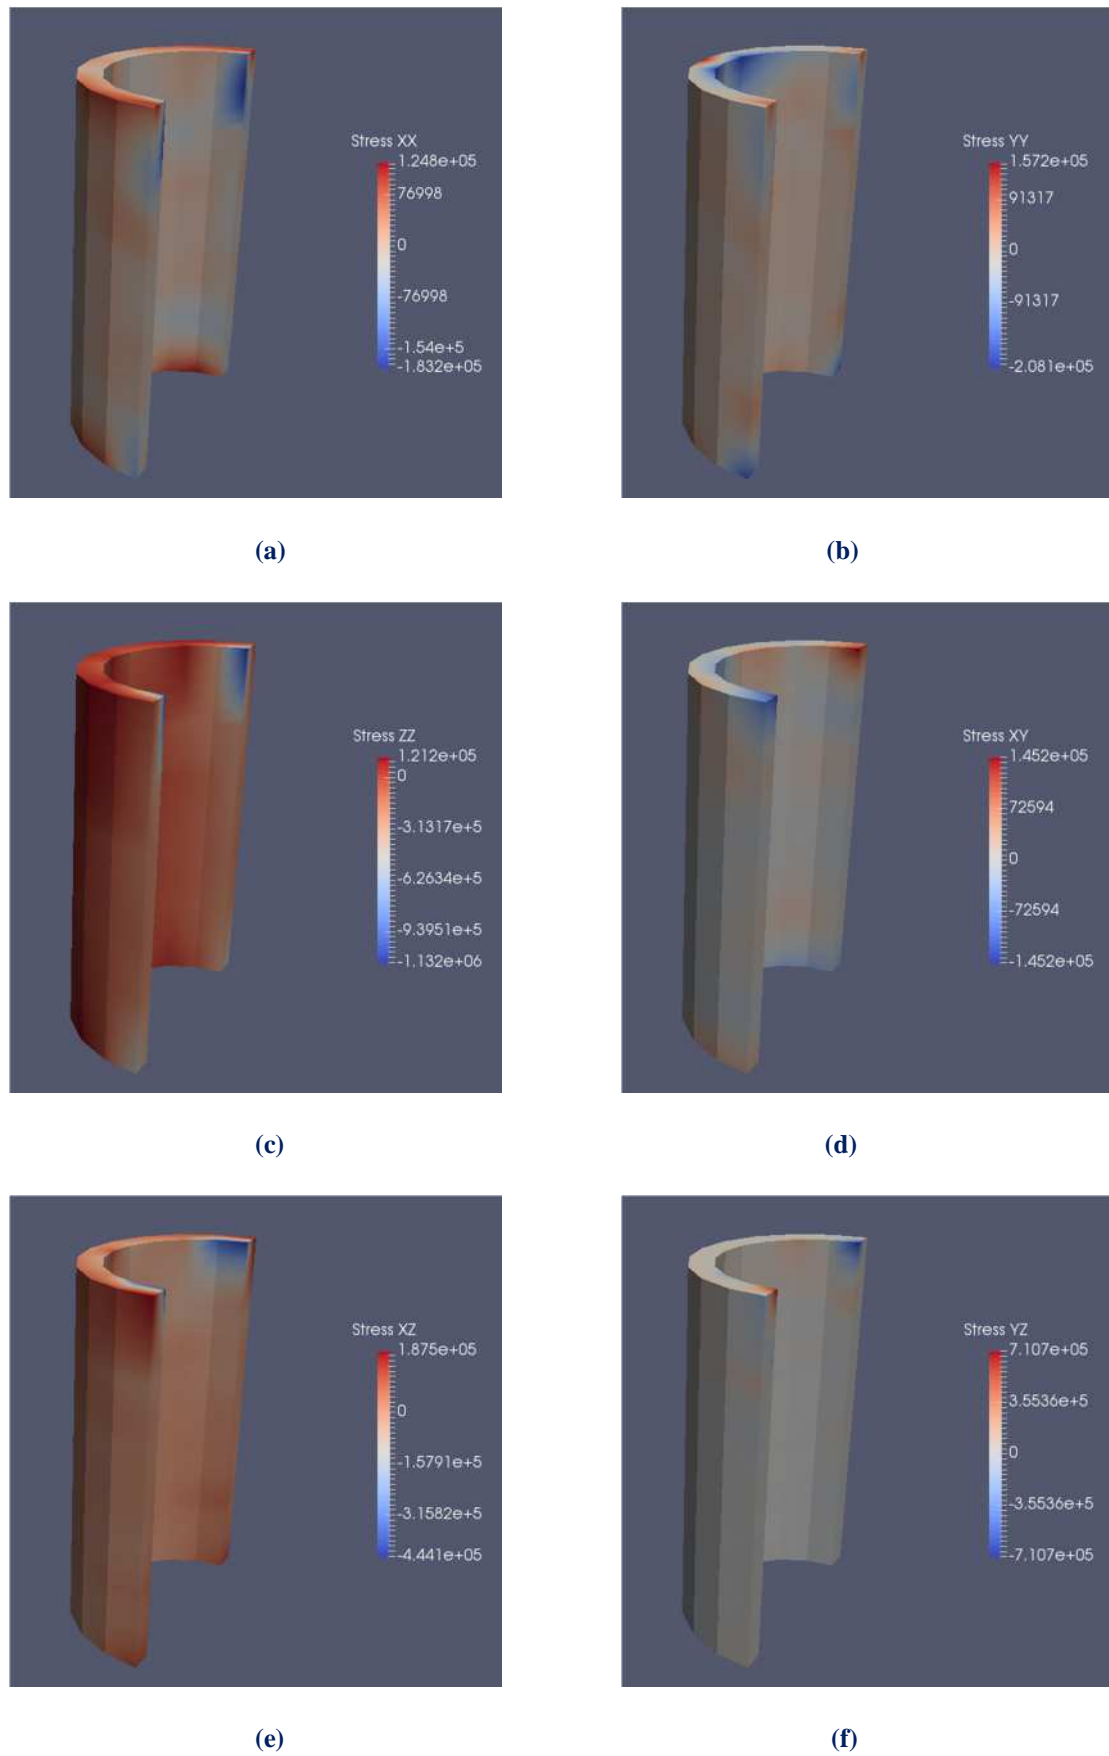 Stress XX
1.248e+05
76998
0
-76998
-1.54e+5
-1.832e+05
(a)
Stress YY
1.572e+05
91317
0
-91317
-2.081e+05
(b)
Stress ZZ
1.212e+05
0
-3.1317e+5
-6.2634e+5
-9.3951e+5
-1.132e+06
(c)
Stress XY
1.452e+05
72594
0
-72594
-1.452e+05
(d)
Stress XZ
1.875e+05
0
-1.5791e+5
-3.1582e+5
-4.441e+05
(e)
Stress YZ
7.107e+05
3.5536e+5
0
-3.5536e+5
-7.107e+05
(f)